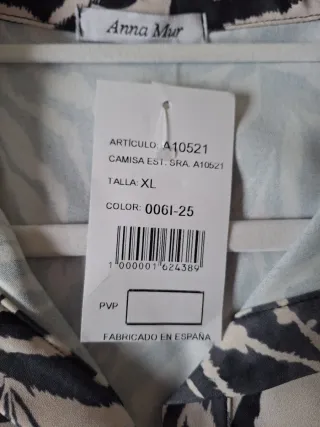 Anna Mur
ARTÍCULO: A10521
CAMISA EST. SRA. A10521
TALLA: XL
COLOR: 006I-25
1 000001 624389
PVP
FABRICADO EN ESPAÑA